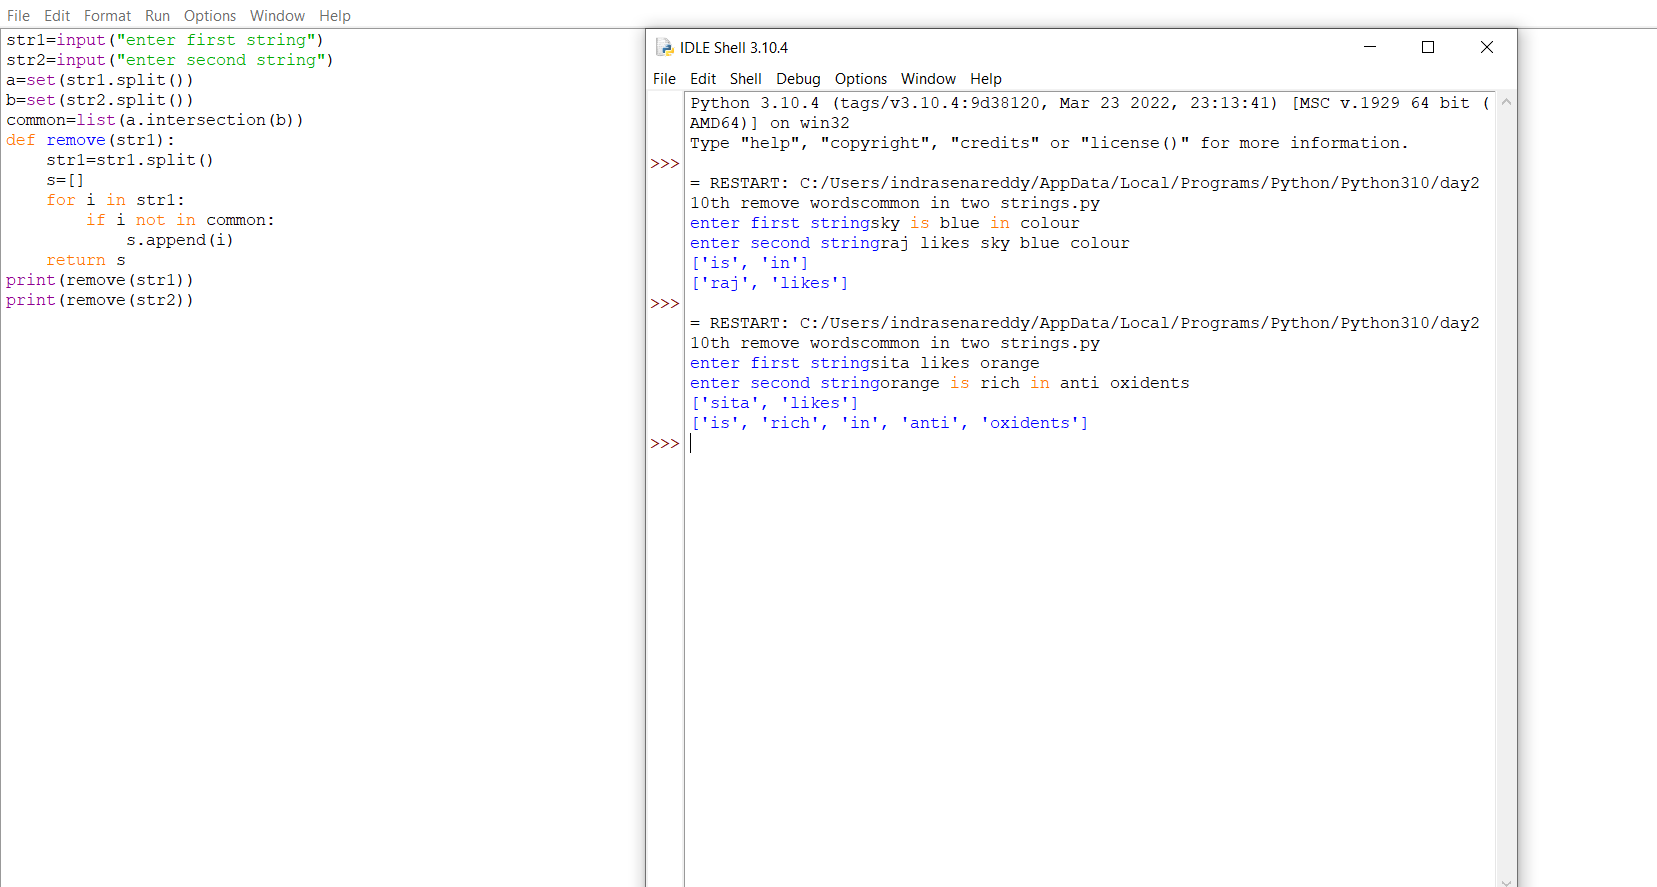 File Edit Format Run Options Window Help
str1=input("enter first string")
str2=input("enter second string")
a=set(str1.split())
b=set(str2.split())
common=list(a.intersection(b))
def remove(str1):
    str1=str1.split()
    s=[]
    for i in str1:
        if i not in common:
            s.append(i)
    return s
print(remove(str1))
print(remove(str2))
IDLE Shell 3.10.4
File Edit Shell Debug Options Window Help
Python 3.10.4 (tags/v3.10.4:9d38120, Mar 23 2022, 23:13:41) [MSC v.1929 64 bit (
AMD64)] on win32
Type "help", "copyright", "credits" or "license()" for more information.
>>>
= RESTART: C:/Users/indrasenareddy/AppData/Local/Programs/Python/Python310/day2
10th remove wordscommon in two strings.py
enter first stringsky is blue in colour
enter second stringraj likes sky blue colour
['is', 'in']
['raj', 'likes']
>>>
= RESTART: C:/Users/indrasenareddy/AppData/Local/Programs/Python/Python310/day2
10th remove wordscommon in two strings.py
enter first stringsita likes orange
enter second stringorange is rich in anti oxidents
['sita', 'likes']
['is', 'rich', 'in', 'anti', 'oxidents']
>>>